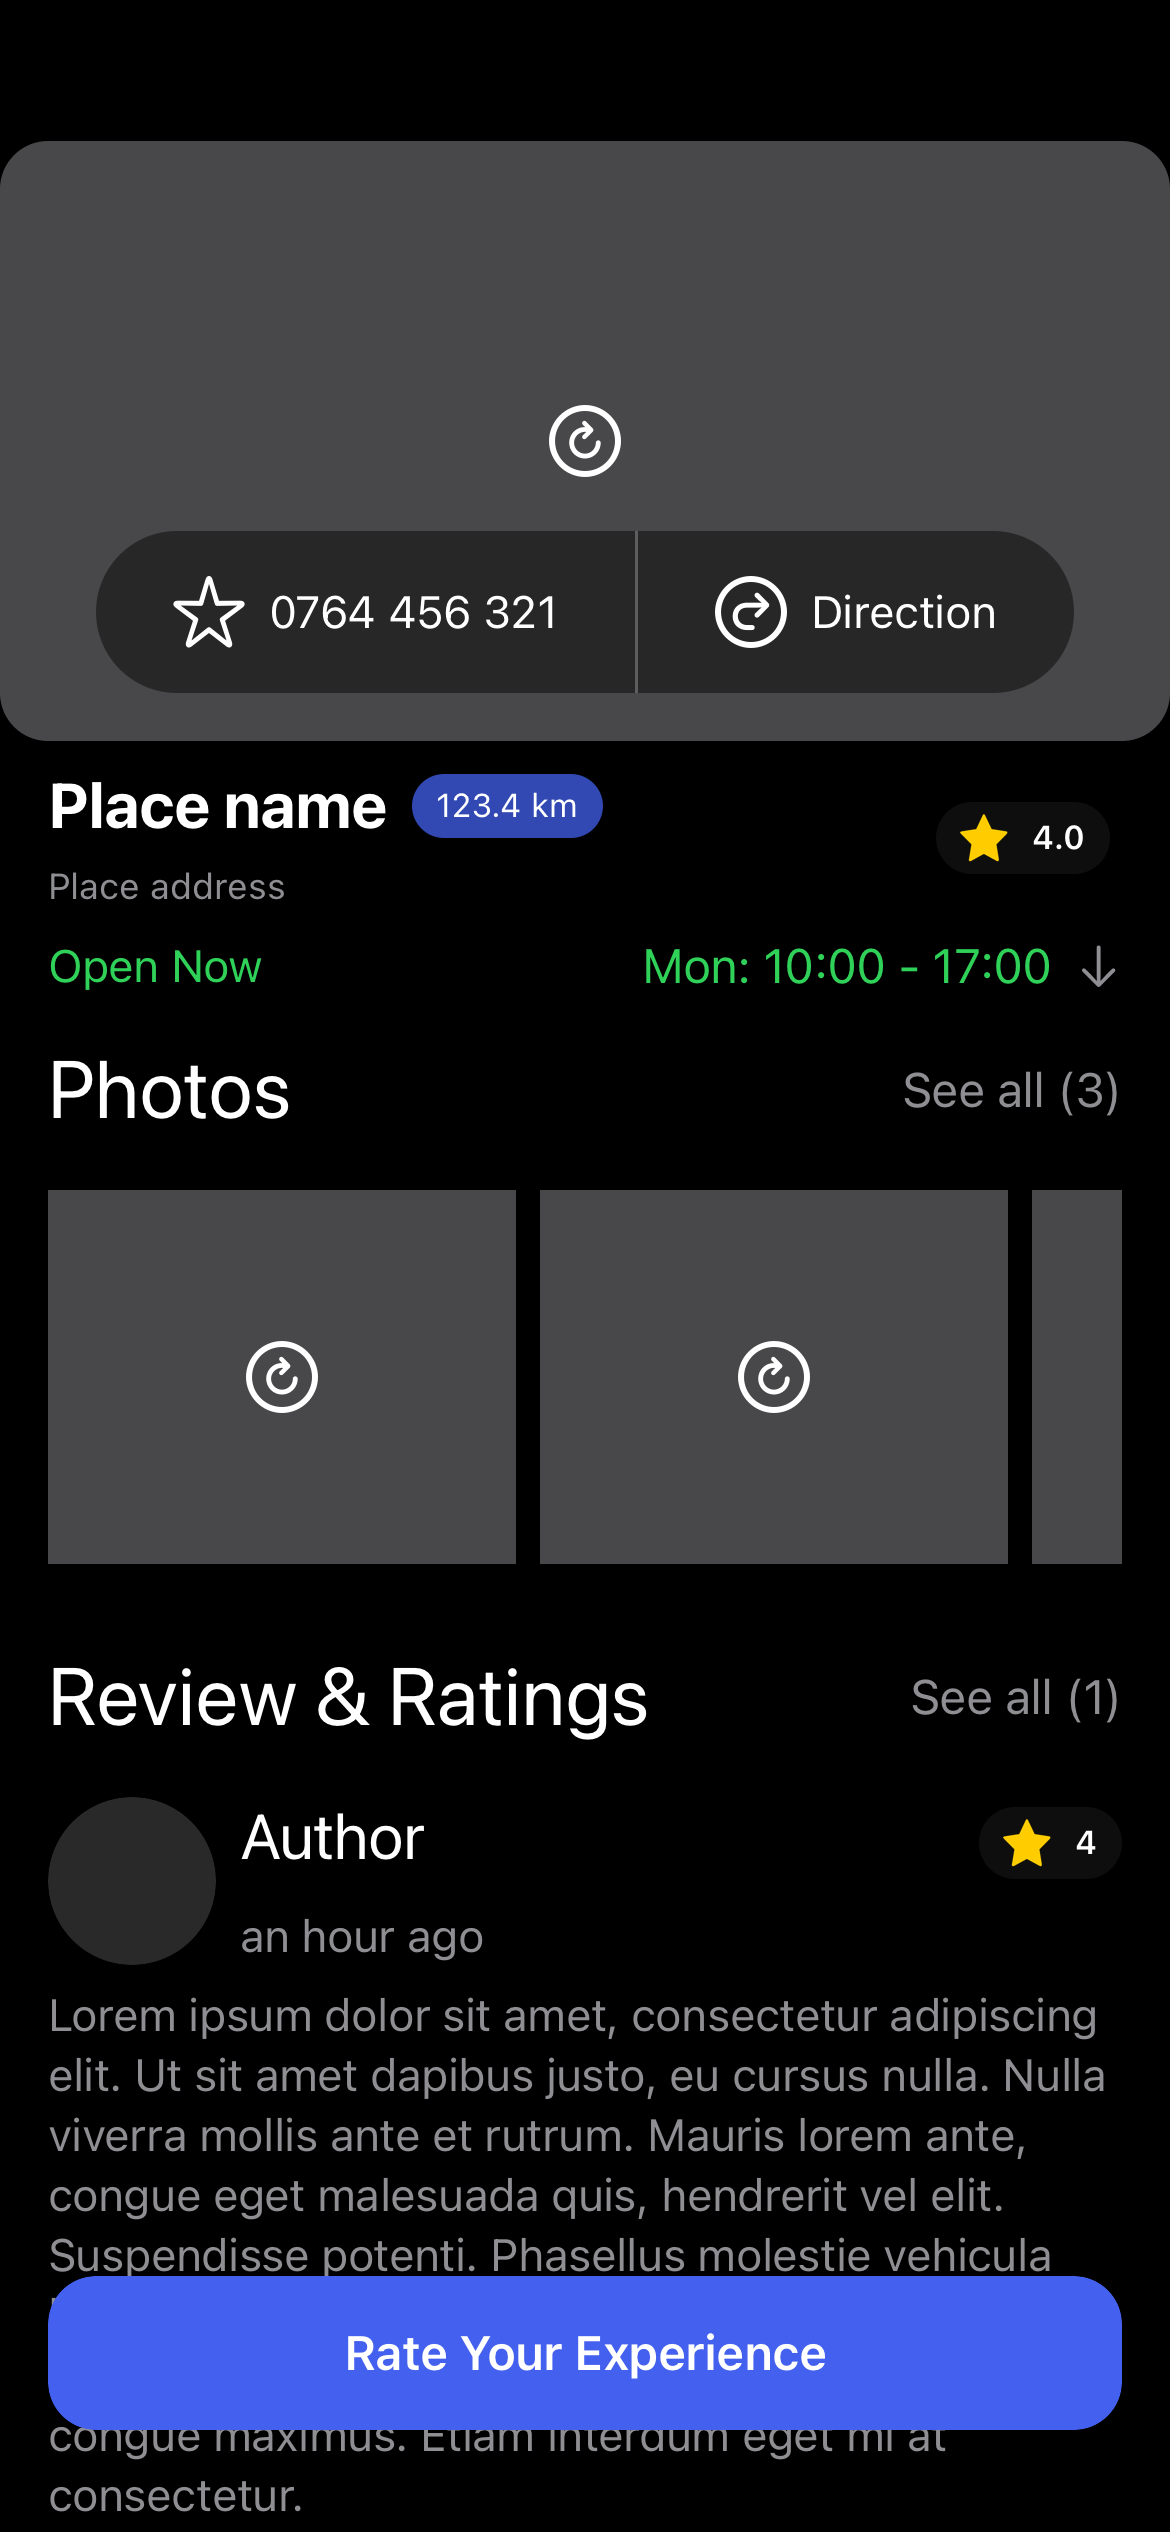 0764 456 321
Direction
Place name
123.4 km
4.0
Place address
Open Now
Mon: 10:00 - 17:00
Photos
See all (3)
Review & Ratings
See all (1)
Author
4
an hour ago
Lorem ipsum dolor sit amet, consectetur adipiscing
elit. Ut sit amet dapibus justo, eu cursus nulla. Nulla
viverra mollis ante et rutrum. Mauris lorem ante,
congue eget malesuada quis, hendrerit vel elit.
Suspendisse potenti. Phasellus molestie vehicula
Rate Your Experience
congue maximus. Etiam interdum eget mi at
consectetur.